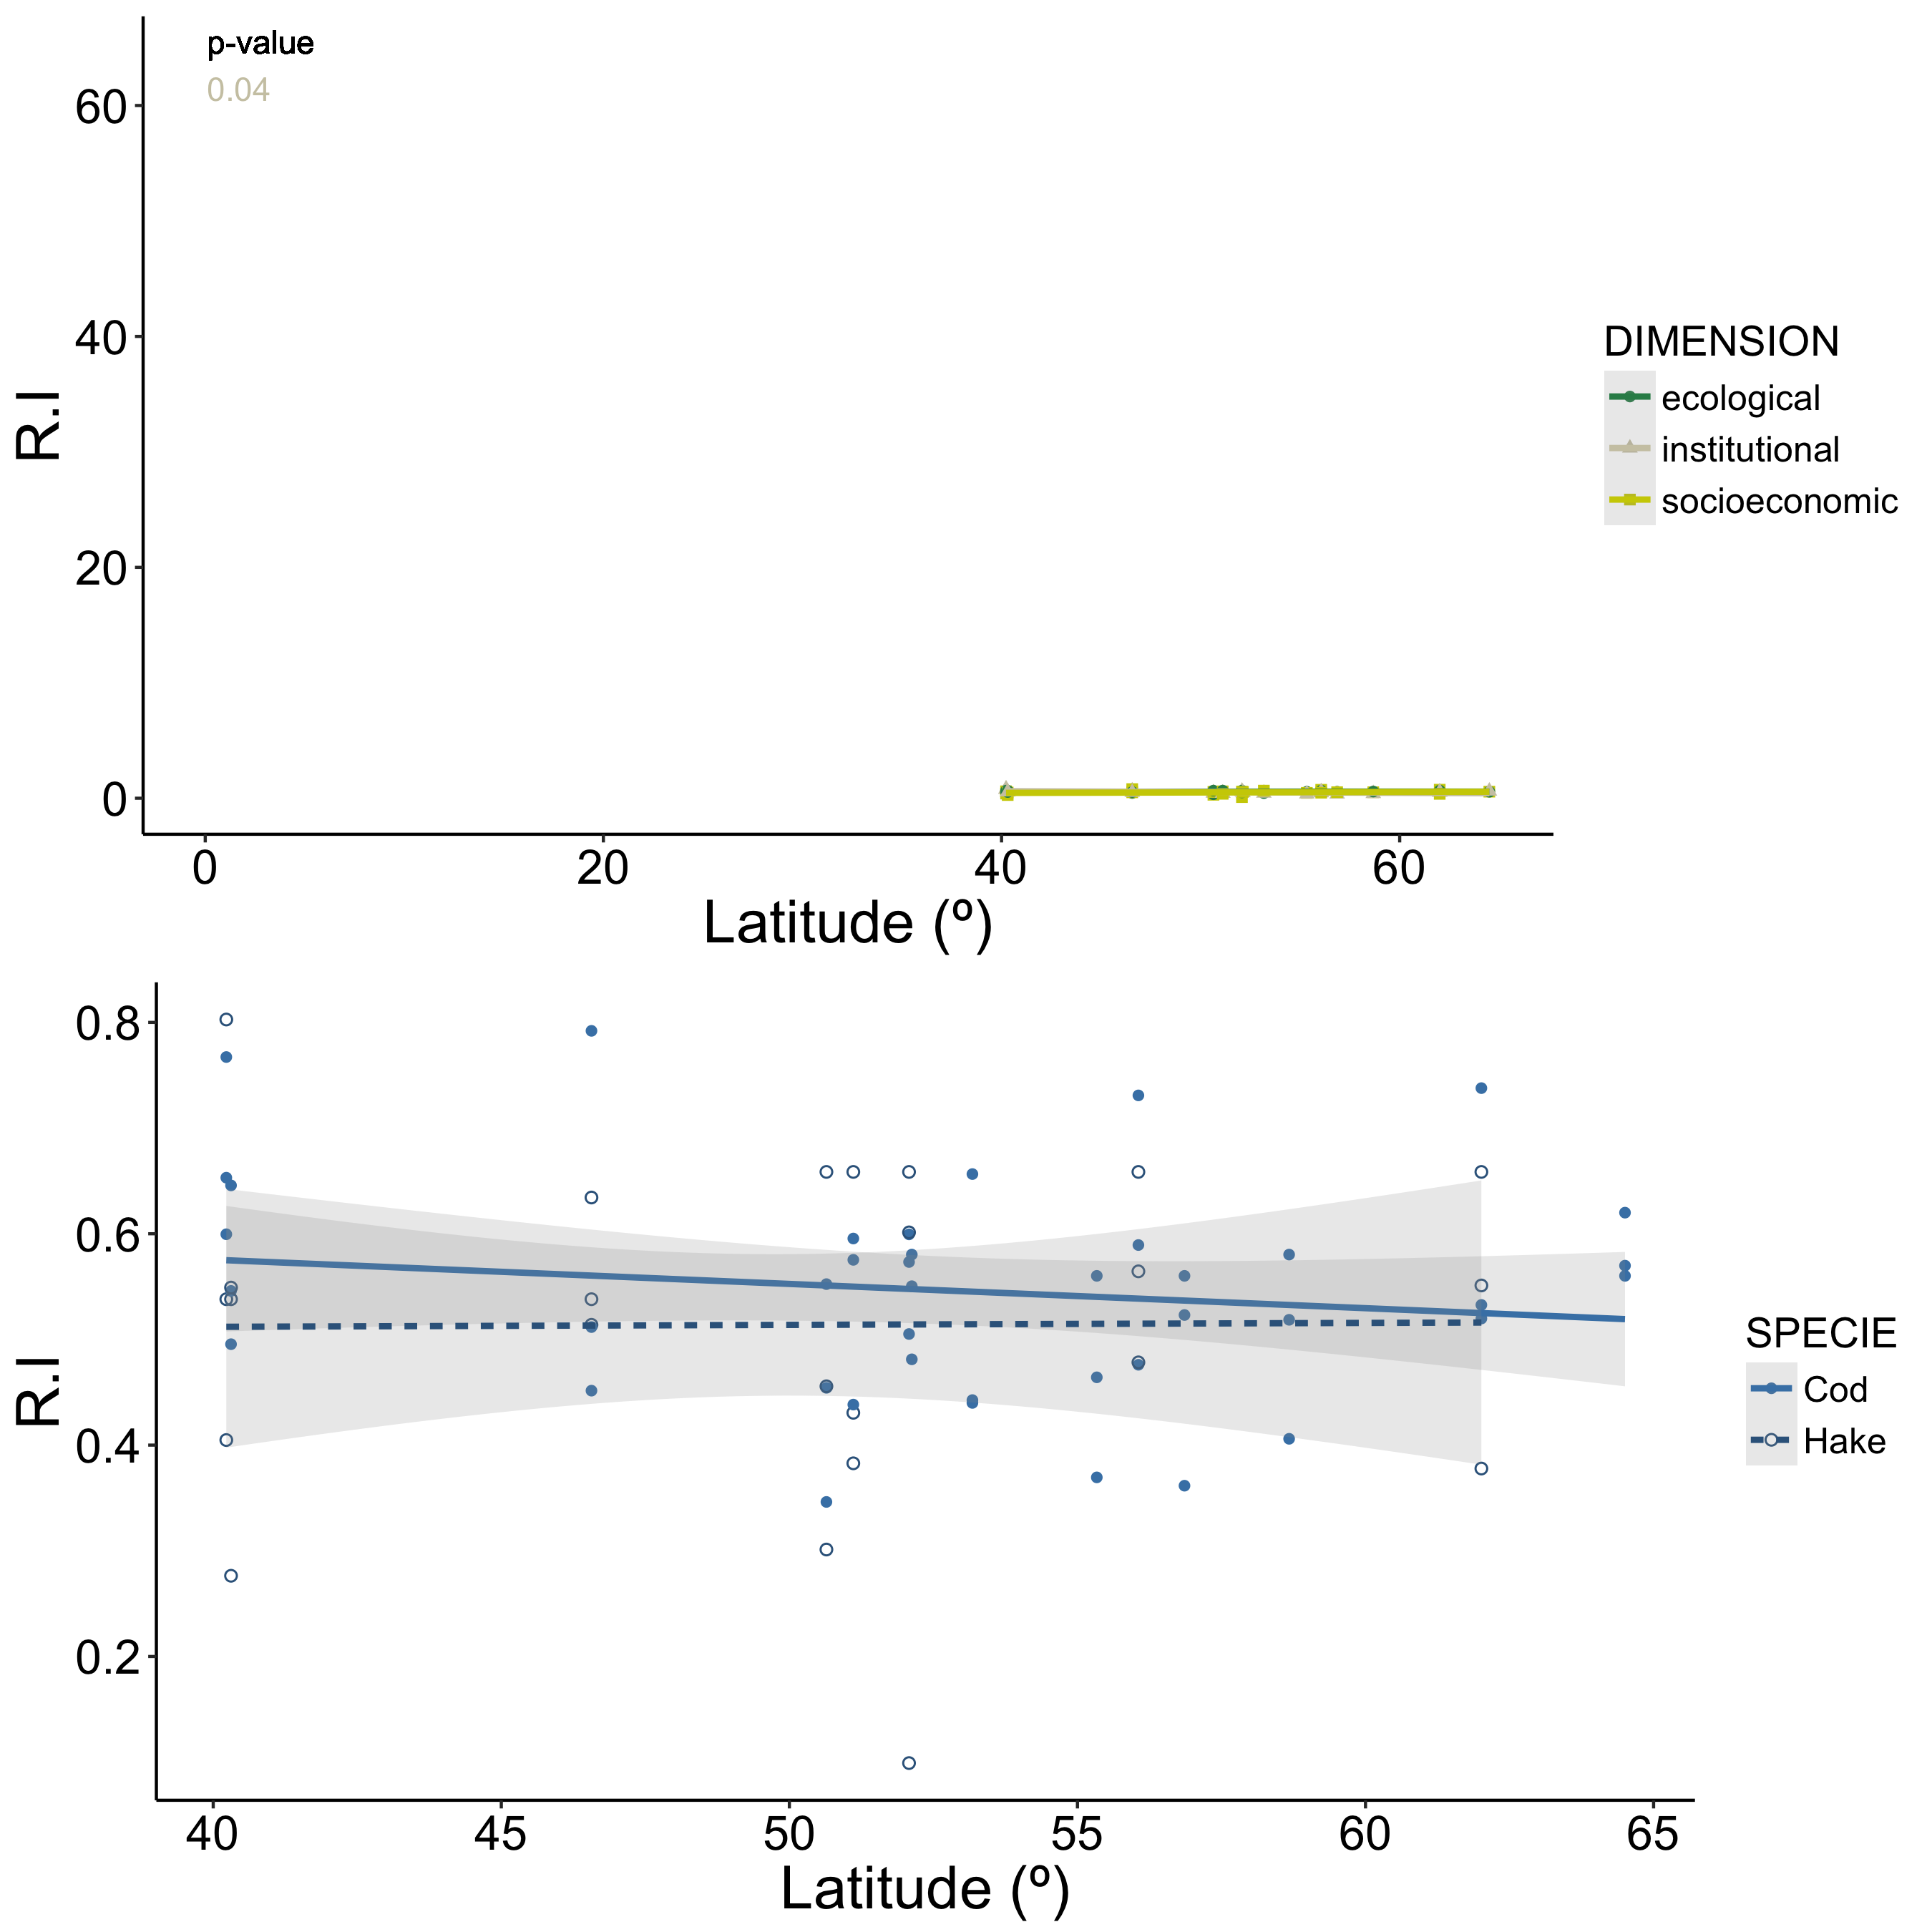 p-value
0.04
60
40
20
0
R.I
0 20 40 60
Latitude (º)
DIMENSION
ecological
institutional
socioeconomic
0.8
0.6
0.4
0.2
R.I
40 45 50 55 60 65
Latitude (º)
SPECIE
Cod
Hake